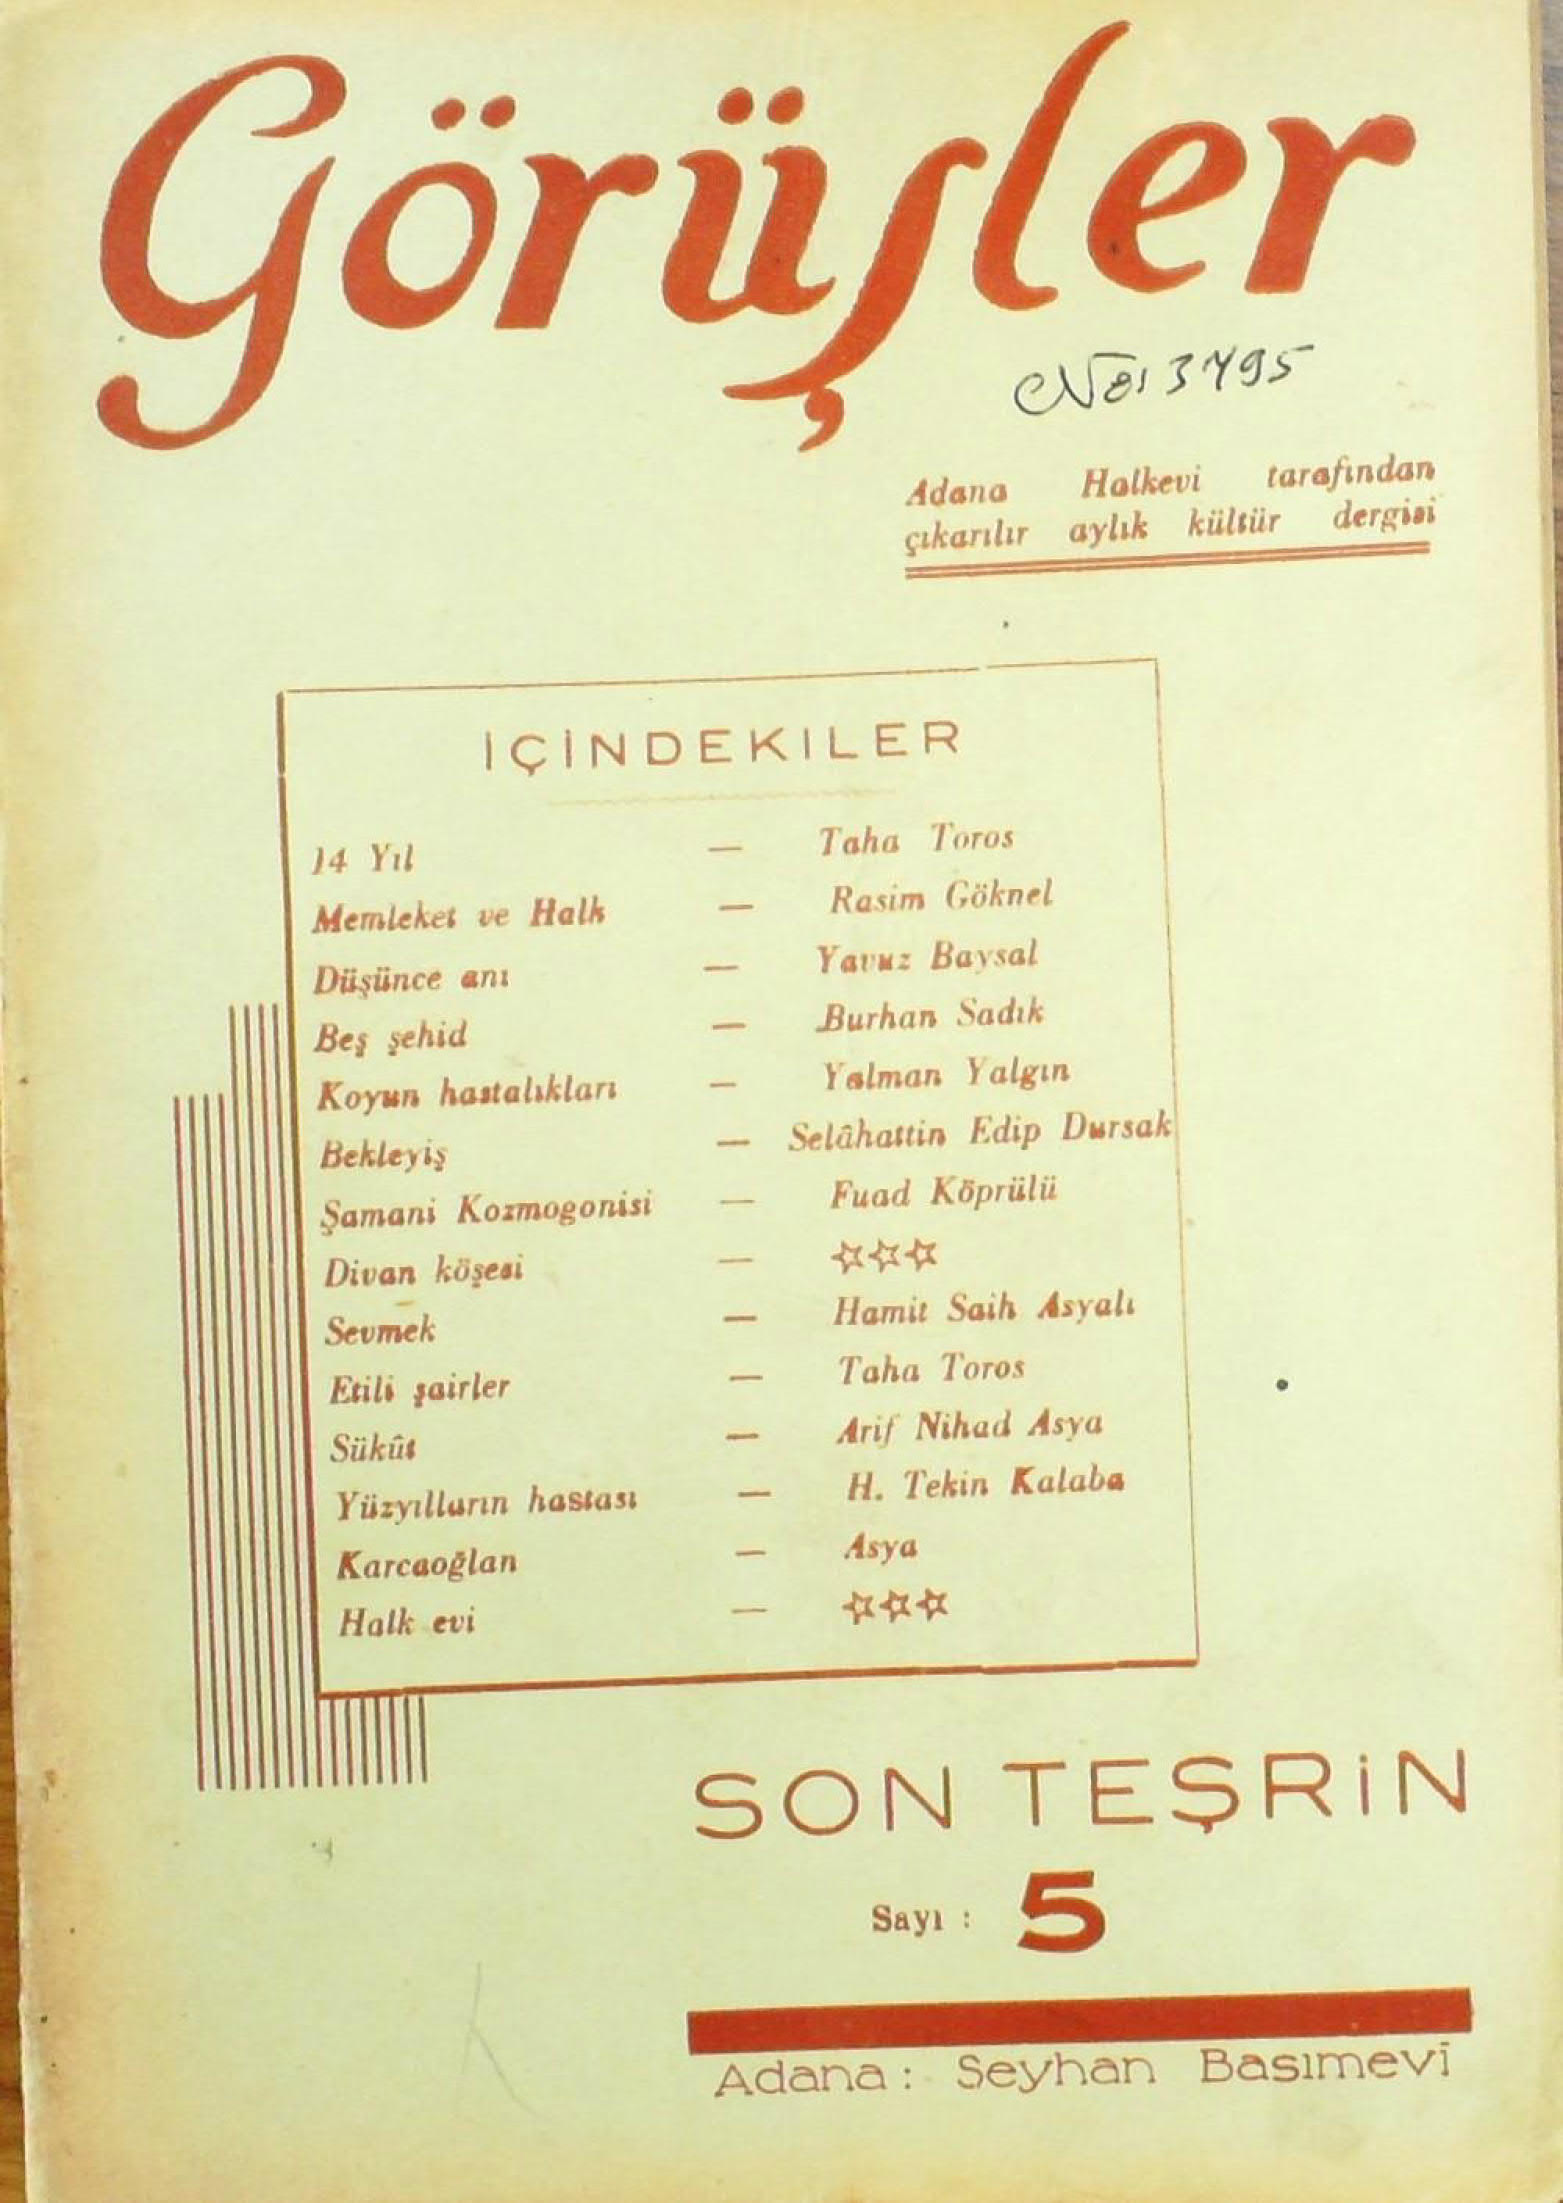 Görüşler
No: 3795
Adana Halkevi tarafından
çıkarılır aylık kültür dergisi
İÇİNDEKILER
14 Yıl — Taha Toros
Memleket ve Halk — Rasim Göknel
Düşünce anı — Yavuz Baysal
Beş şehid — Burhan Sadık
Koyun hastalıkları — Yalman Yalgın
Bekleyiş — Selâhattin Edip Dursak
Şamani Kozmogonisi — Fuad Köprülü
Divan köşesi — ☆☆☆
Sevmek — Hamit Saih Asyalı
Etili şairler — Taha Toros
Sükût — Arif Nihad Asya
Yüzyılların hastası — H. Tekin Kalaba
Karcaoğlan — Asya
Halk evi — ☆☆☆
SON TEŞRİN
Sayı : 5
Adana : Seyhan Basımevi